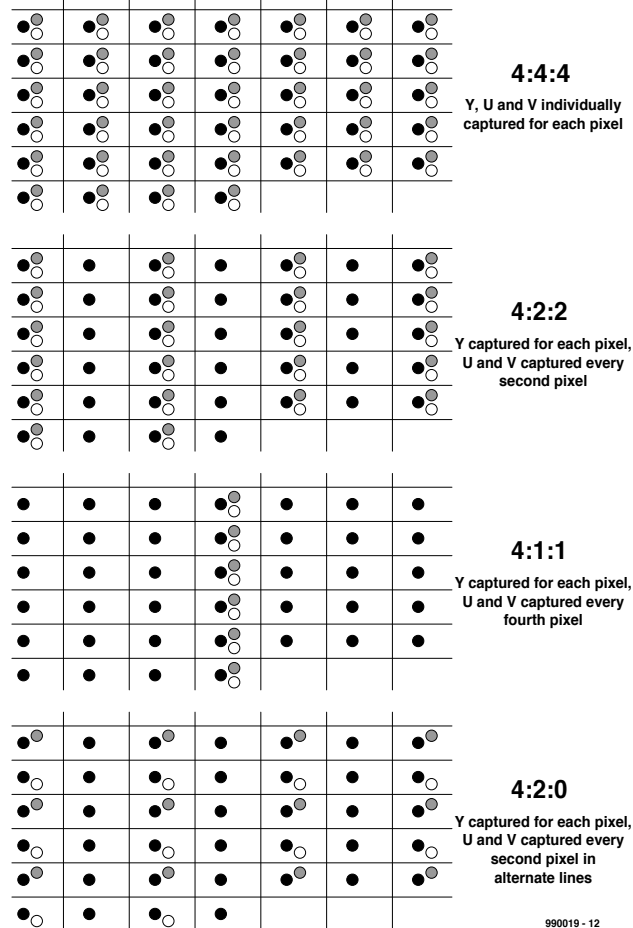 4:4:4
Y, U and V individually
captured for each pixel
4:2:2
Y captured for each pixel,
U and V captured every
second pixel
4:1:1
Y captured for each pixel,
U and V captured every
fourth pixel
4:2:0
Y captured for each pixel,
U and V captured every
second pixel in
alternate lines
990019 - 12